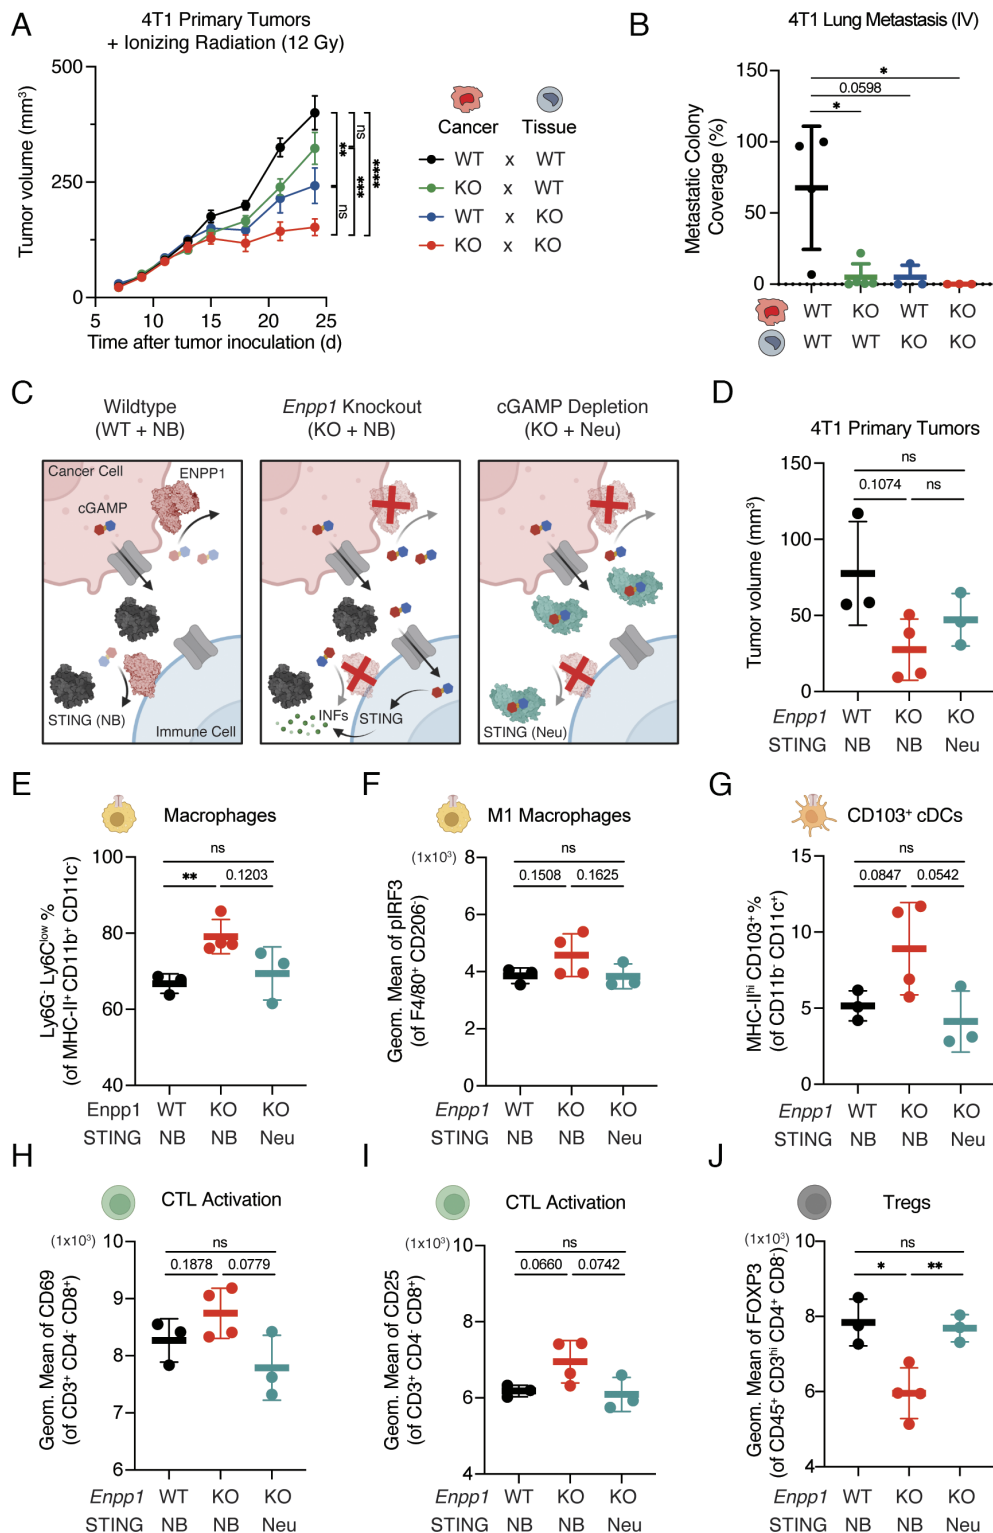 A
4T1 Primary Tumors
+ Ionizing Radiation (12 Gy)
Tumor volume (mm³)
500
250
0
5 10 15 20 25
Time after tumor inoculation (d)
ns
**
ns
***
****
Cancer Tissue
WT x WT
KO x WT
WT x KO
KO x KO
B
4T1 Lung Metastasis (IV)
Metastatic Colony
Coverage (%)
150
100
50
0
*
0.0598
*
WT KO WT KO
WT WT KO KO
C
Wildtype
(WT + NB)
Enpp1 Knockout
(KO + NB)
cGAMP Depletion
(KO + Neu)
Cancer Cell
ENPP1
cGAMP
STING (NB)
Immune Cell
INFs
STING
STING (Neu)
D
4T1 Primary Tumors
Tumor volume (mm³)
150
100
50
0
ns
0.1074 ns
Enpp1 WT KO KO
STING NB NB Neu
E
Macrophages
Ly6G⁻ Ly6Cˡᵒʷ %
(of MHC-II⁺ CD11b⁺ CD11c⁻)
100
80
60
40
ns
** 0.1203
Enpp1 WT KO KO
STING NB NB Neu
F
M1 Macrophages
(1x10³)
Geom. Mean of pIRF3
(of F4/80⁺ CD206⁻)
8
6
4
2
0
ns
0.1508 0.1625
Enpp1 WT KO KO
STING NB NB Neu
G
CD103⁺ cDCs
MHC-IIʰⁱ CD103⁺ %
(of CD11b⁻ CD11c⁺)
15
10
5
0
ns
0.0847 0.0542
Enpp1 WT KO KO
STING NB NB Neu
H
CTL Activation
(1x10³)
Geom. Mean of CD69
(of CD3⁺ CD4⁻ CD8⁺)
10
9
8
7
6
ns
0.1878 0.0779
Enpp1 WT KO KO
STING NB NB Neu
I
CTL Activation
(1x10³)
Geom. Mean of CD25
(of CD3⁺ CD4⁻ CD8⁺)
10
8
6
4
ns
0.0660 0.0742
Enpp1 WT KO KO
STING NB NB Neu
J
Tregs
(1x10³)
Geom. Mean of FOXP3
(of CD45⁺ CD3ʰⁱ CD4⁺ CD8⁻)
10
8
6
4
ns
* **
Enpp1 WT KO KO
STING NB NB Neu